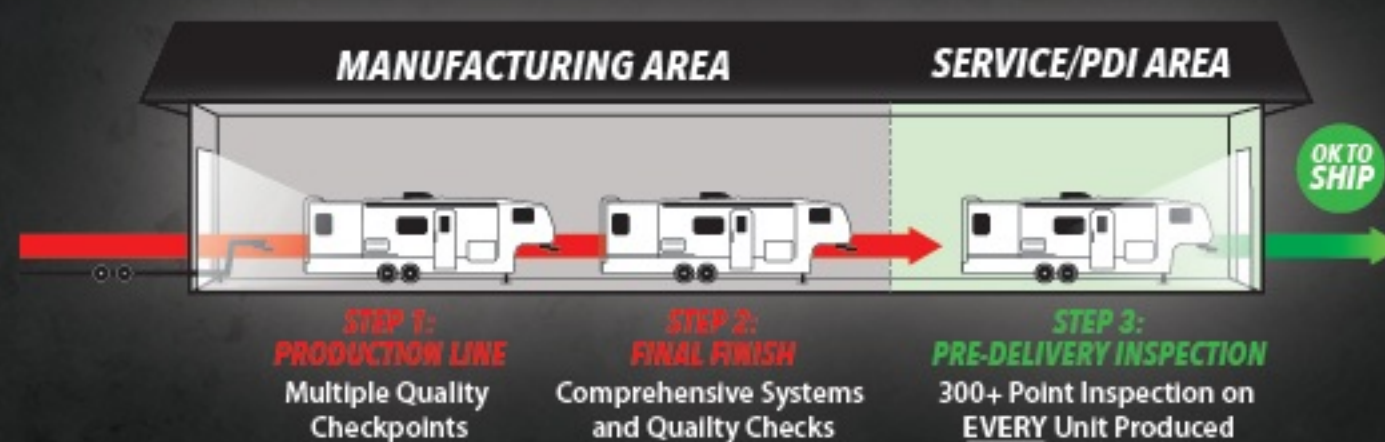 MANUFACTURING AREA
SERVICE/PDI AREA
OK TO
SHIP
STEP 1:
PRODUCTION LINE
Multiple Quality
Checkpoints
STEP 2:
FINAL FINISH
Comprehensive Systems
and Quailty Checks
STEP 3:
PRE-DELIVERY INSPECTION
300+ Point Inspection on
EVERY Unit Produced